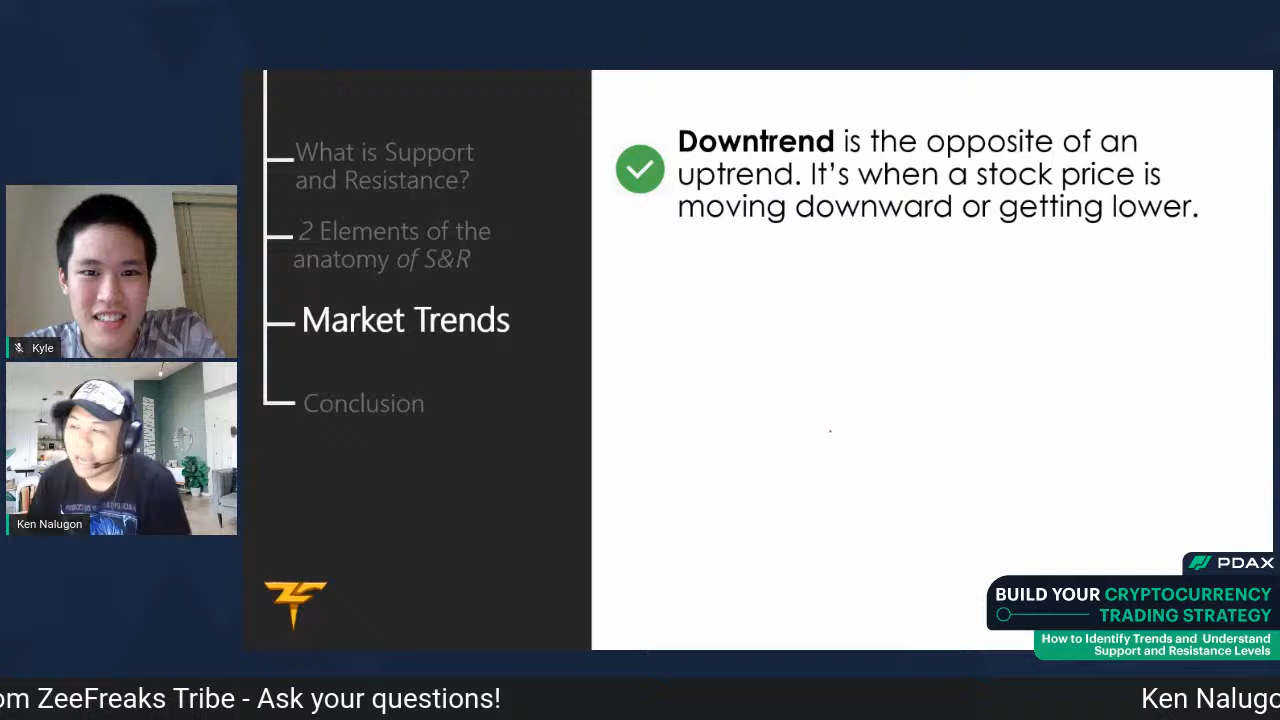 What is Support
and Resistance?
2 Elements of the
anatomy of S&R
Market Trends
Conclusion
Downtrend is the opposite of an
uptrend. It's when a stock price is
moving downward or getting lower.
Kyle
Ken Nalugon
PDAX
BUILD YOUR CRYPTOCURRENCY
TRADING STRATEGY
How to Identify Trends and Understand
Support and Resistance Levels
om ZeeFreaks Tribe - Ask your questions!
Ken Nalugo